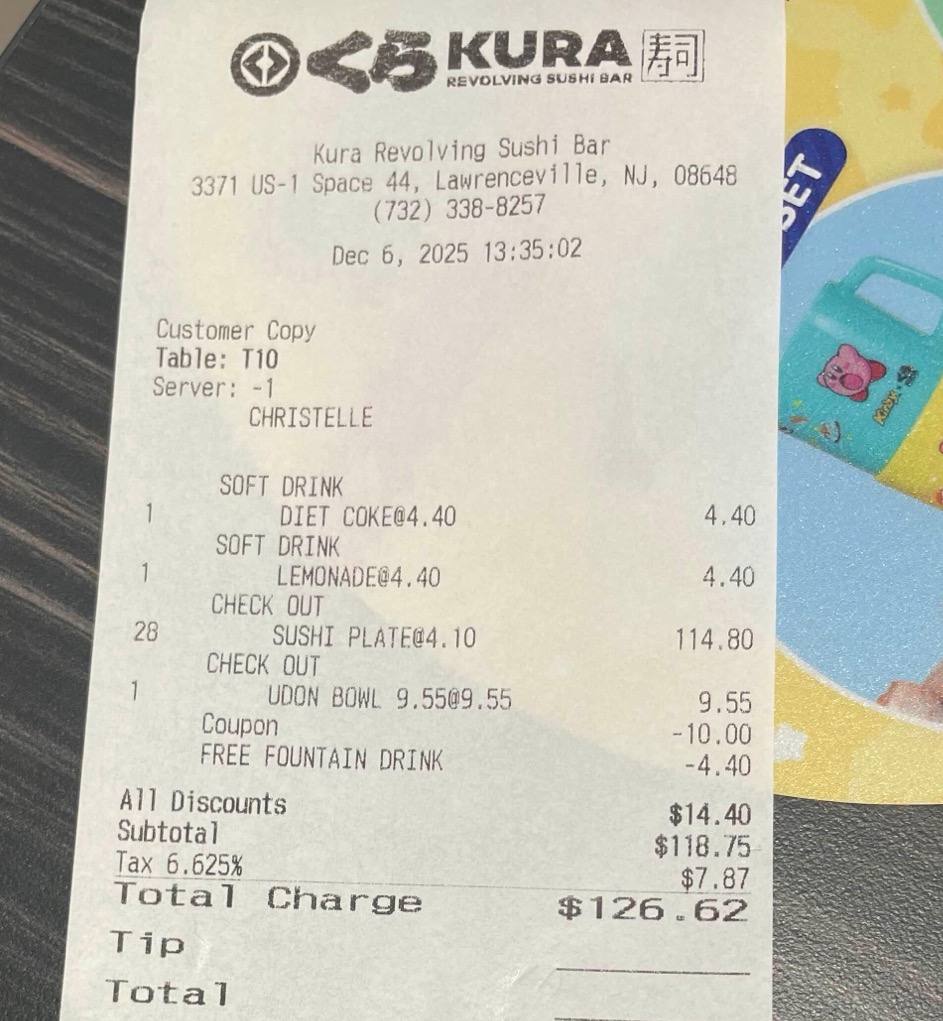 くら KURA 寿司
REVOLVING SUSHI BAR
Kura Revolving Sushi Bar
3371 US-1 Space 44, Lawrenceville, NJ, 08648
(732) 338-8257
Dec 6, 2025 13:35:02
Customer Copy
Table: T10
Server: -1
CHRISTELLE
SOFT DRINK
1 DIET COKE@4.40 4.40
SOFT DRINK
1 LEMONADE@4.40 4.40
CHECK OUT
28 SUSHI PLATE@4.10 114.80
CHECK OUT
1 UDON BOWL 9.55@9.55 9.55
Coupon -10.00
FREE FOUNTAIN DRINK -4.40
All Discounts $14.40
Subtotal $118.75
Tax 6.625% $7.87
Total Charge $126.62
Tip
Total
SET
Kirby